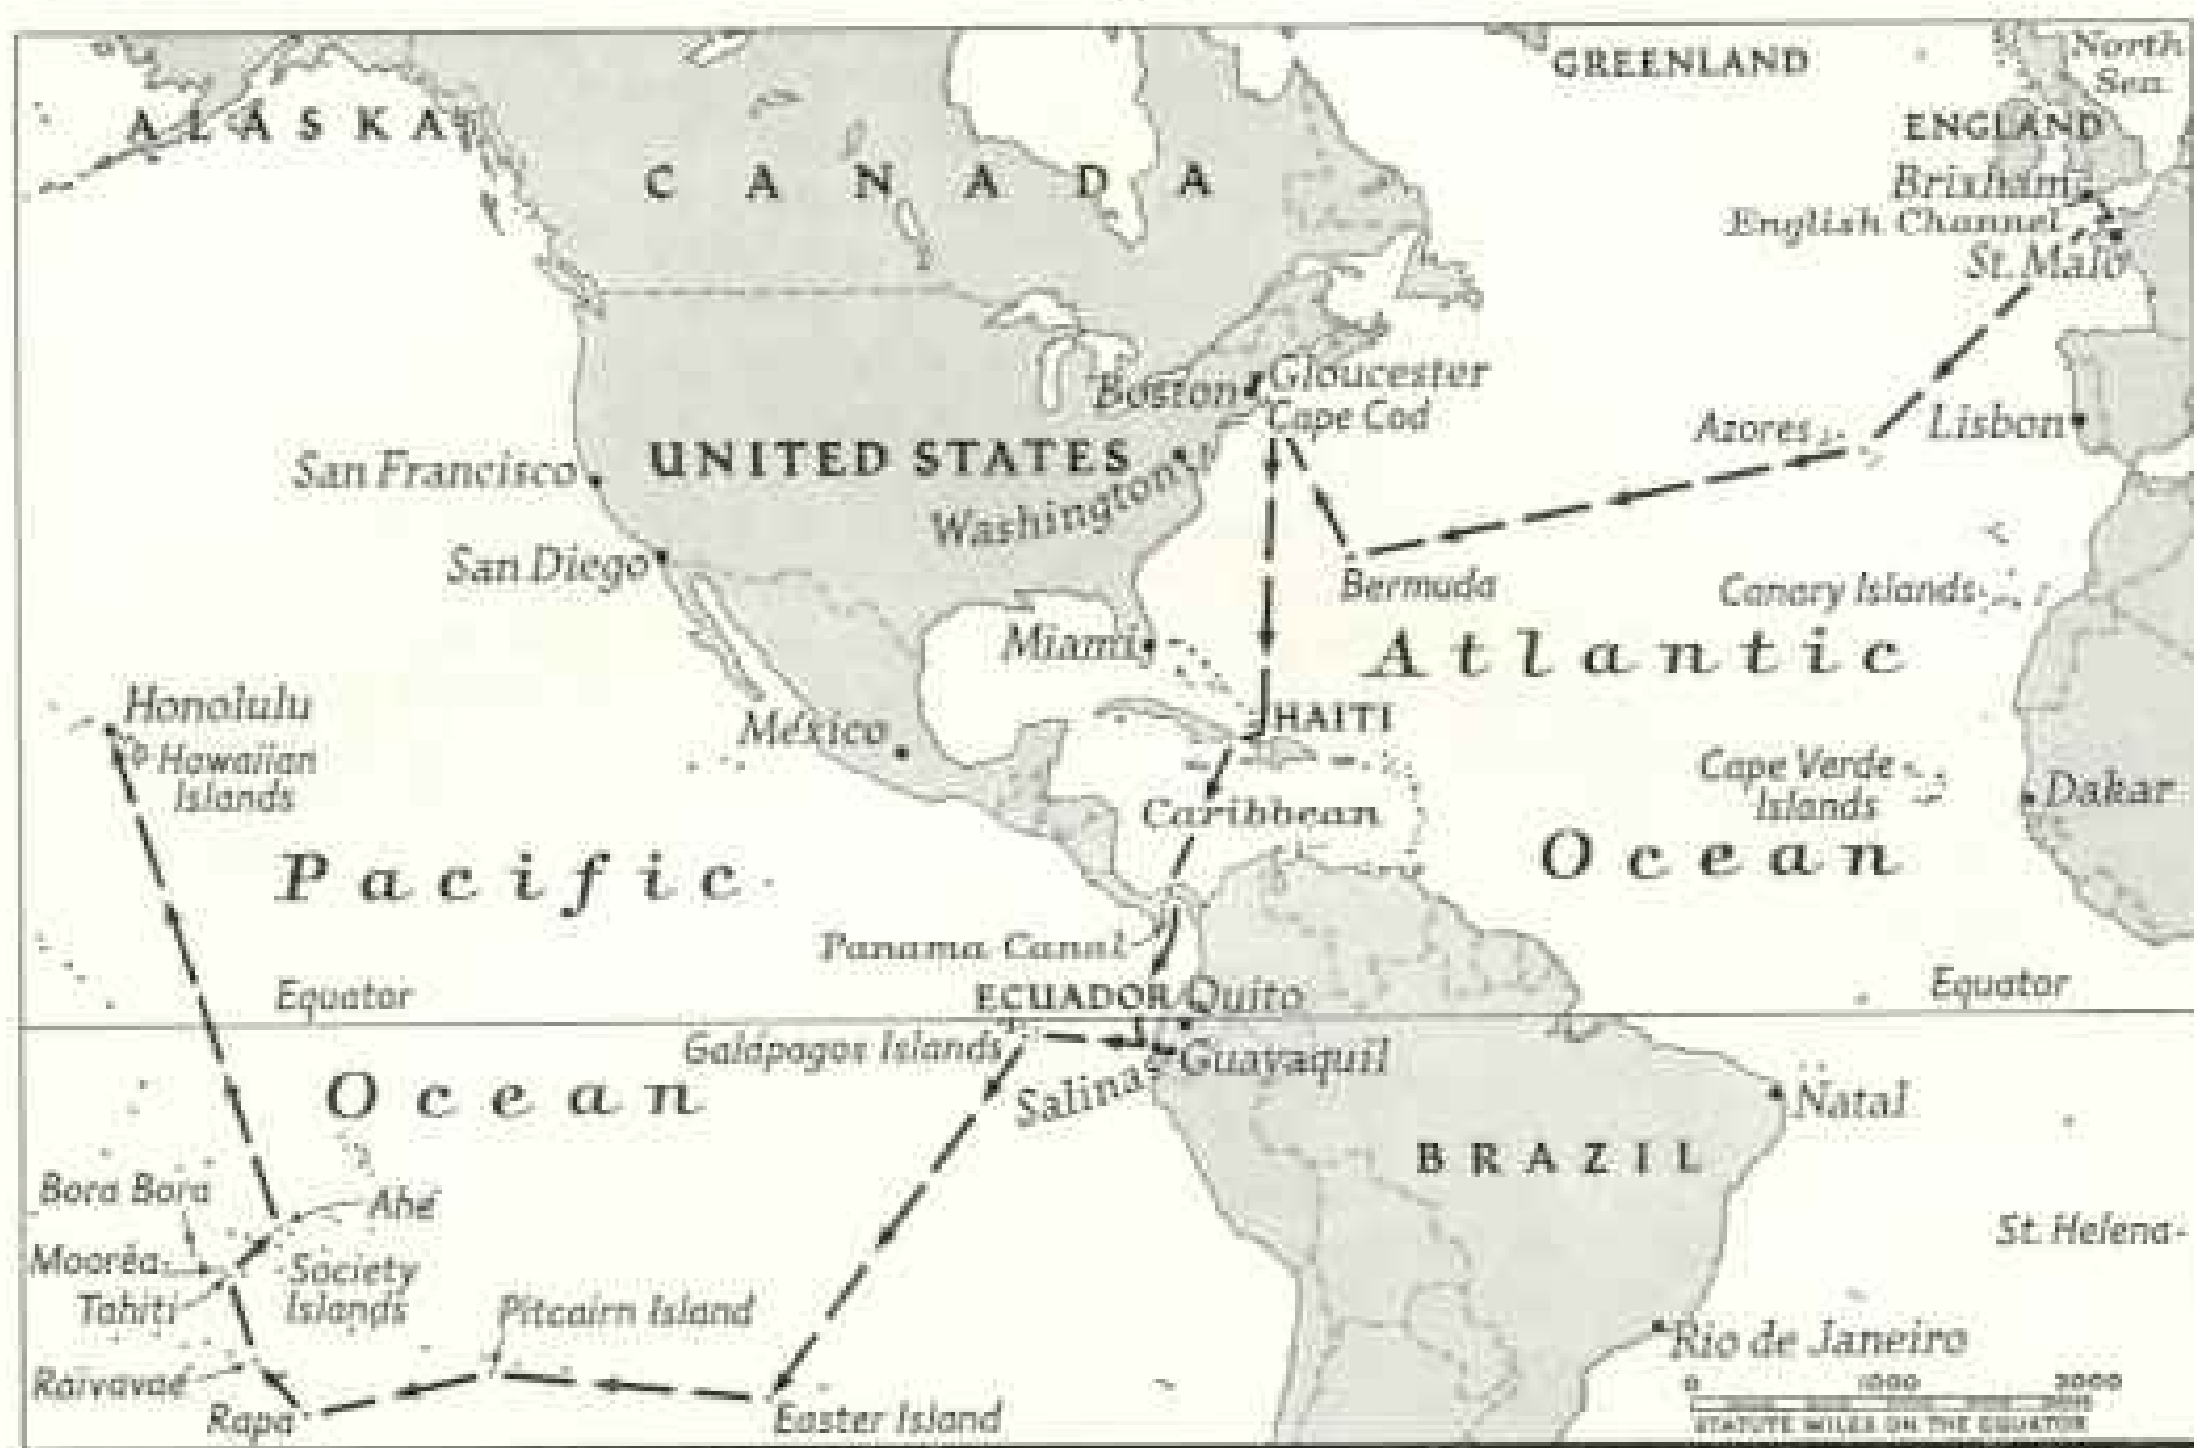 GREENLAND
North
Sea
ALASKA
ENGLAND
CANADA
Brixham
English Channel
St. Malo
Boston
Gloucester
Cape Cod
Azores
Lisbon
San Francisco
UNITED STATES
Washington
San Diego
Bermuda
Canary Islands
Miami
Atlantic
Honolulu
HAITI
México
Hawaiian
Islands
Cape Verde
Islands
Dakar
Caribbean
Pacific
Ocean
Panama Canal
Equator
ECUADOR
Quito
Equator
Galápagos Islands
Guayaquil
Salinas
Ocean
Natal
BRAZIL
Bora Bora
Ahe
St. Helena
Mooréa
Society
Islands
Tahiti
Pitcairn Island
Rio de Janeiro
Raïvavaé
Rapa
Easter Island
0 1000 2000
STATUTE MILES ON THE EQUATOR